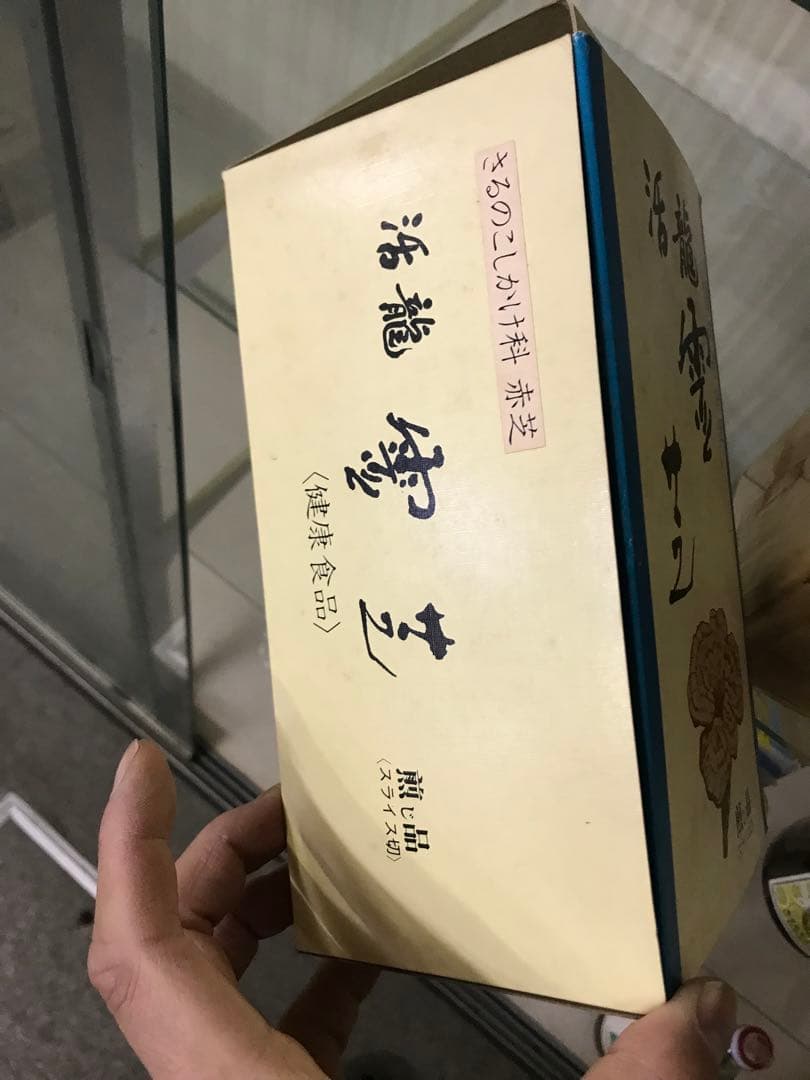 さるのこしかけ科 赤芝
活龍 霊芝
〈健康食品〉
煎じ品
〈スライス切〉
活龍 霊芝